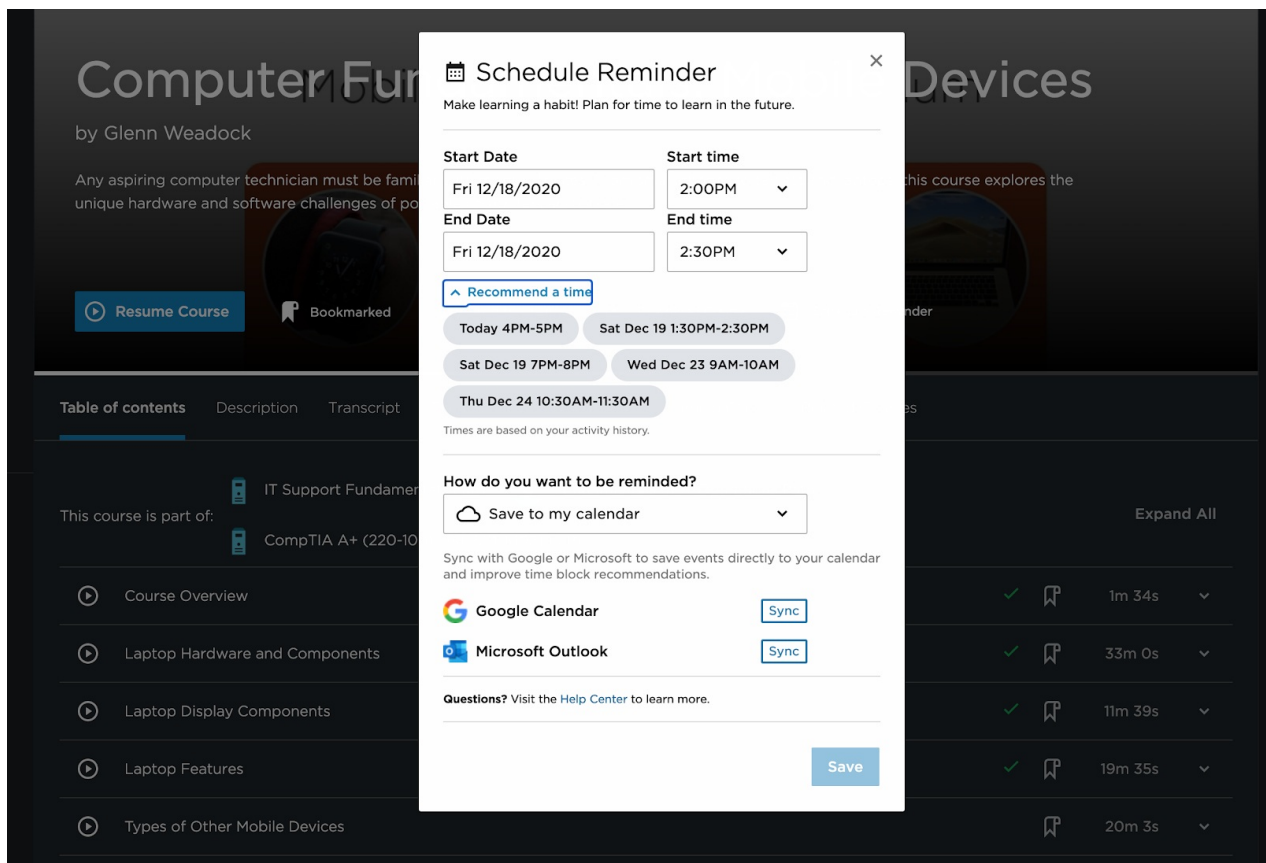 Computer Fun Mobil Devices
by Glenn Weadock
Any aspiring computer technician must be famil this course explores the
unique hardware and software challenges of po
Resume Course
Bookmarked
nder
Schedule Reminder
Make learning a habit! Plan for time to learn in the future.
Start Date
Start time
Fri 12/18/2020
2:00PM
End Date
End time
Fri 12/18/2020
2:30PM
Recommend a time
Today 4PM-5PM
Sat Dec 19 1:30PM-2:30PM
Sat Dec 19 7PM-8PM
Wed Dec 23 9AM-10AM
Thu Dec 24 10:30AM-11:30AM
Times are based on your activity history.
How do you want to be reminded?
Save to my calendar
Sync with Google or Microsoft to save events directly to your calendar
and improve time block recommendations.
Google Calendar
Sync
Microsoft Outlook
Sync
Questions? Visit the Help Center to learn more.
Save
Table of contents
Description
Transcript
es
This course is part of:
IT Support Fundamen
CompTIA A+ (220-10
Expand All
Course Overview
1m 34s
Laptop Hardware and Components
33m 0s
Laptop Display Components
11m 39s
Laptop Features
19m 35s
Types of Other Mobile Devices
20m 3s